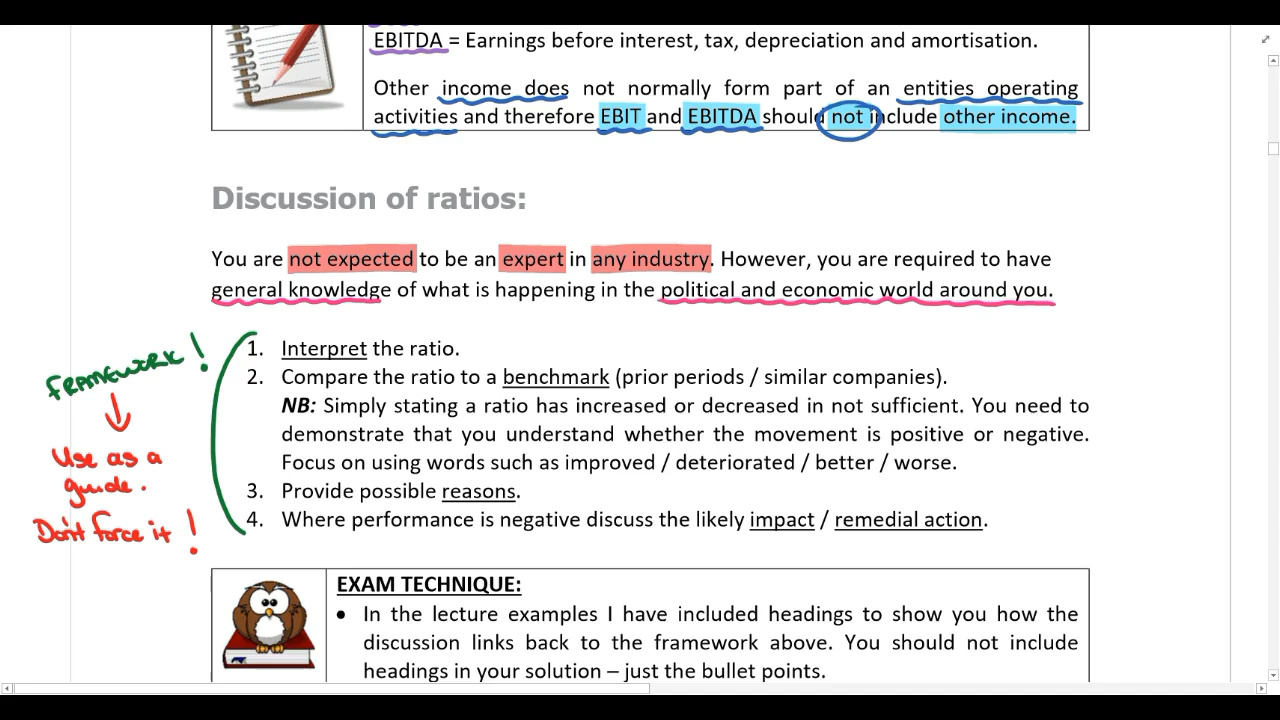 EBITDA = Earnings before interest, tax, depreciation and amortisation.
Other income does not normally form part of an entities operating
activities and therefore EBIT and EBITDA should not include other income.
Discussion of ratios:
You are not expected to be an expert in any industry. However, you are required to have
general knowledge of what is happening in the political and economic world around you.
FRAMEWORK!
Use as a
guide.
Don't force it!
1. Interpret the ratio.
2. Compare the ratio to a benchmark (prior periods / similar companies).
NB: Simply stating a ratio has increased or decreased in not sufficient. You need to
demonstrate that you understand whether the movement is positive or negative.
Focus on using words such as improved / deteriorated / better / worse.
3. Provide possible reasons.
4. Where performance is negative discuss the likely impact / remedial action.
EXAM TECHNIQUE:
• In the lecture examples I have included headings to show you how the
discussion links back to the framework above. You should not include
headings in your solution – just the bullet points.